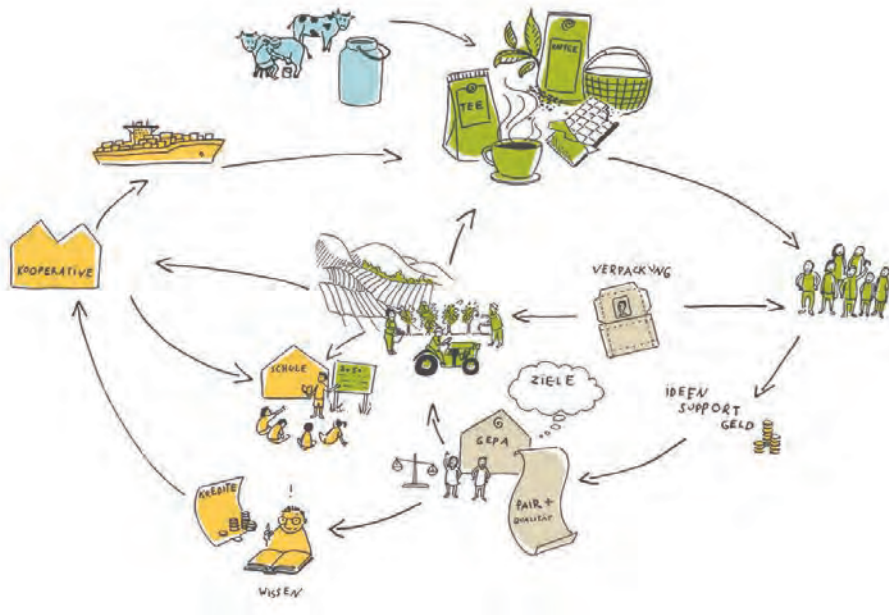 KAFFEE
TEE
KOOPERATIVE
VERPACKUNG
SCHULE
ZIELE
IDEEN
SUPPORT
GELD
GEPA
FAIR +
QUALITÄT
KREDITE
!
WISSEN